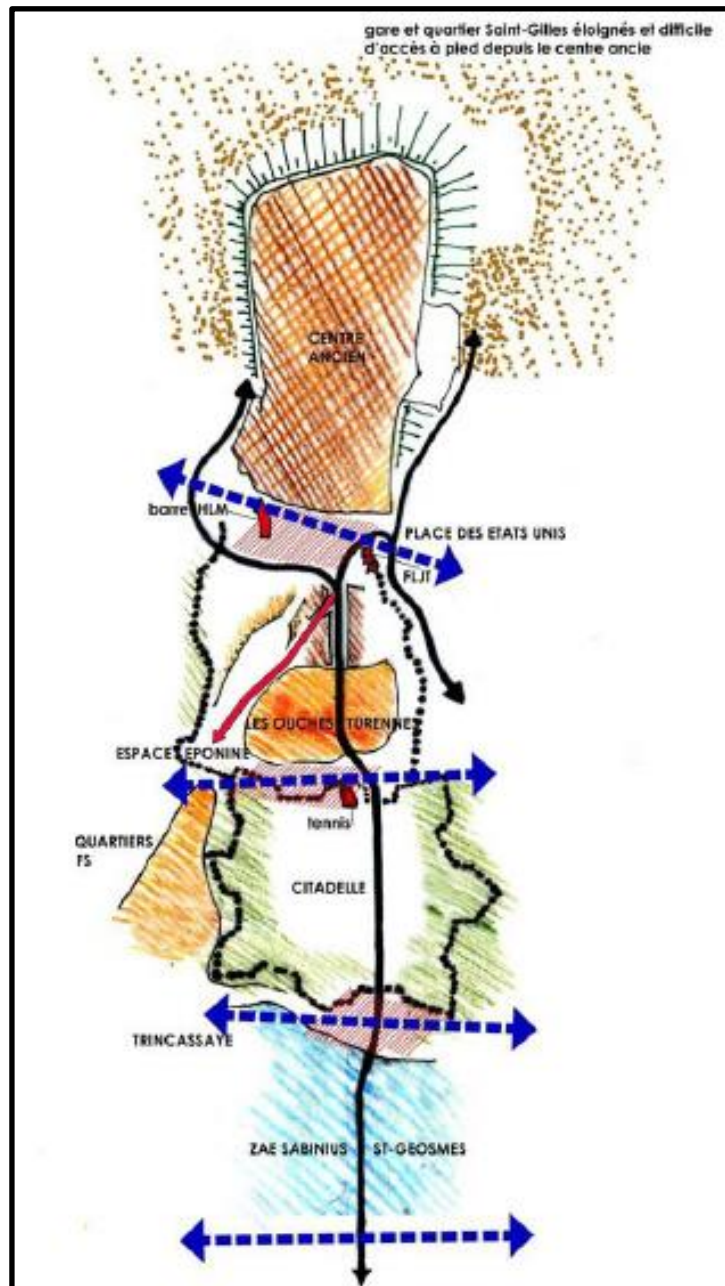 gare et quartier Saint-Gilles éloignés et difficile
d'accès à pied depuis le centre ancie
CENTRE
ANCIEN
barre HLM
PLACE DES ETATS UNIS
FLJT
LES OUCHES TURENNE
ESPACE EPONINE
tennis
QUARTIERS
FS
CITADELLE
TRINCASSAYE
ZAE SABINIUS ST-GEOSMES